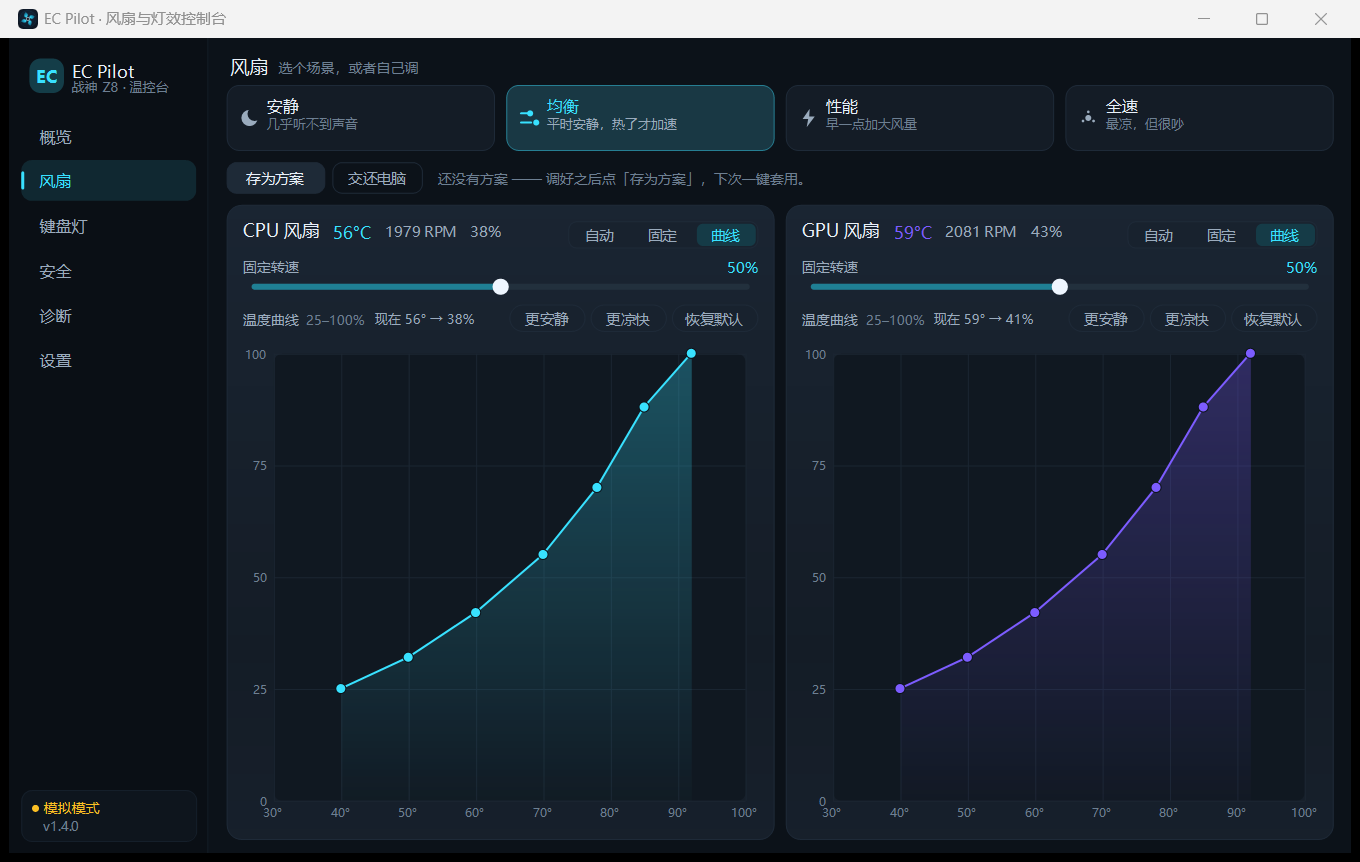 EC Pilot · 风扇与灯效控制台
EC
EC Pilot
战神 Z8 · 温控台
概览
风扇
键盘灯
安全
诊断
设置
模拟模式
v1.4.0
风扇 选个场景，或者自己调
安静
几乎听不到声音
均衡
平时安静，热了才加速
性能
早一点加大风量
全速
最凉，但很吵
存为方案 交还电脑 还没有方案 —— 调好之后点「存为方案」，下次一键套用。
CPU 风扇 56°C 1979 RPM 38% 自动 固定 曲线
固定转速 50%
温度曲线 25–100% 现在 56° → 38% 更安静 更凉快 恢复默认
100
75
50
25
0
30° 40° 50° 60° 70° 80° 90° 100°
GPU 风扇 59°C 2081 RPM 43% 自动 固定 曲线
固定转速 50%
温度曲线 25–100% 现在 59° → 41% 更安静 更凉快 恢复默认
100
75
50
25
0
30° 40° 50° 60° 70° 80° 90° 100°